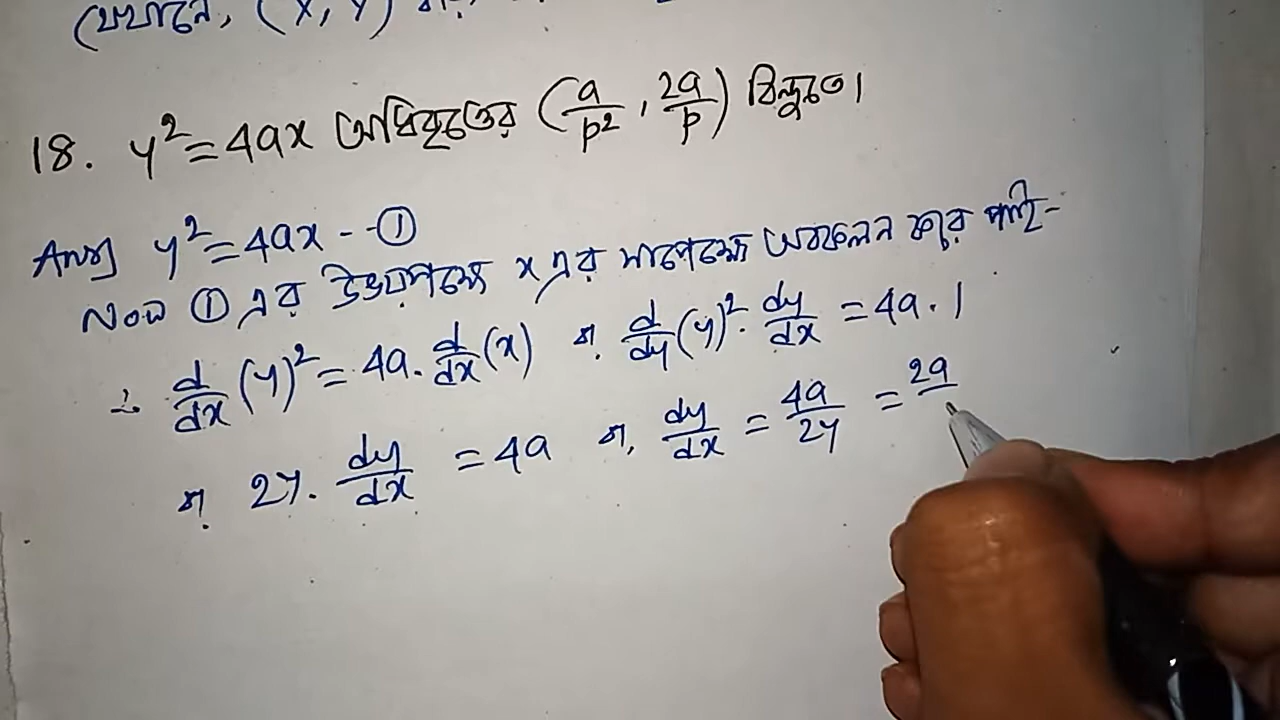 যেখানে, (X, Y)
18. y² = 4ax অধিবৃত্তের (a/p², 2a/p) বিন্দুতে।
Ans y² = 4ax -- ①
Now ① এর উভয়পক্ষে x এর সাপেক্ষে অবকলন করে পাই-
∴ d/dx (y)² = 4a. d/dx (x) বা, d/dy (y)². dy/dx = 4a. 1
বা, 2y. dy/dx = 4a বা, dy/dx = 4a/2y = 2a